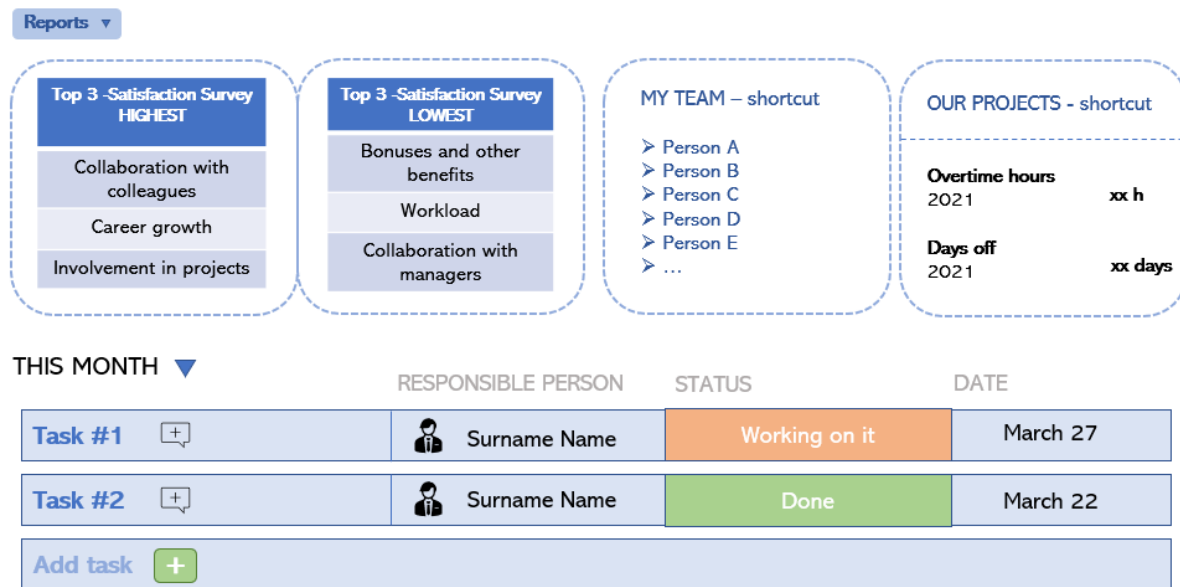 Reports ▼
Top 3 -Satisfaction Survey
HIGHEST
Collaboration with
colleagues
Career growth
Involvement in projects
Top 3 -Satisfaction Survey
LOWEST
Bonuses and other
benefits
Workload
Collaboration with
managers
MY TEAM – shortcut
➢ Person A
➢ Person B
➢ Person C
➢ Person D
➢ Person E
➢ ...
OUR PROJECTS - shortcut
Overtime hours
2021 xx h
Days off
2021 xx days
THIS MONTH ▼
RESPONSIBLE PERSON STATUS DATE
Task #1 + Surname Name Working on it March 27
Task #2 + Surname Name Done March 22
Add task +